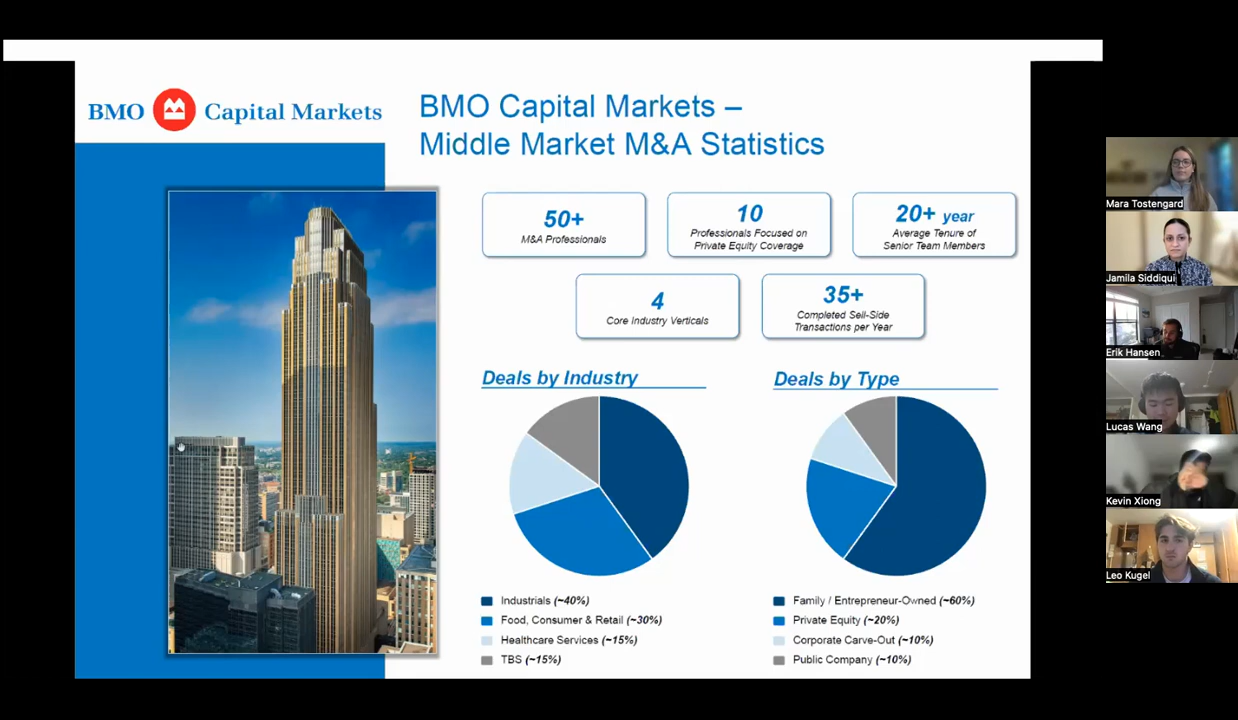 BMO Capital Markets
BMO Capital Markets –
Middle Market M&A Statistics
50+
M&A Professionals
10
Professionals Focused on
Private Equity Coverage
20+ year
Average Tenure of
Senior Team Members
4
Core Industry Verticals
35+
Completed Sell-Side
Transactions per Year
Deals by Industry
Industrials (~40%)
Food, Consumer & Retail (~30%)
Healthcare Services (~15%)
TBS (~15%)
Deals by Type
Family / Entrepreneur-Owned (~60%)
Private Equity (~20%)
Corporate Carve-Out (~10%)
Public Company (~10%)
Mara Tostengard
Jamila Siddiqui
Erik Hansen
Lucas Wang
Kevin Xiong
Leo Kugel